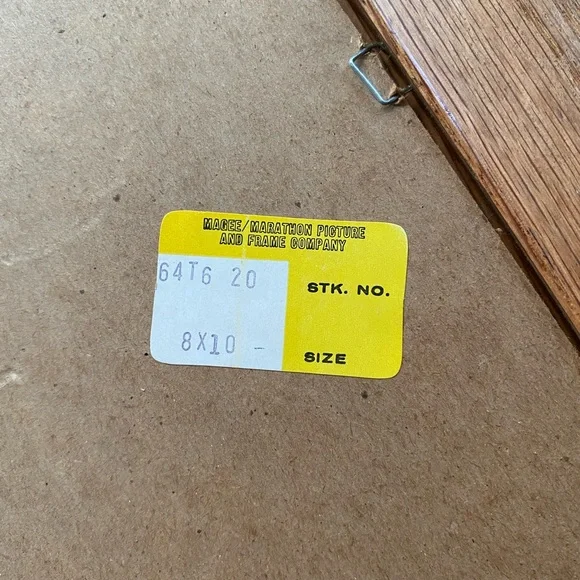 MAGEE/MARATHON PICTURE
AND FRAME COMPANY
64T6 20
STK. NO.
8X10 -
SIZE